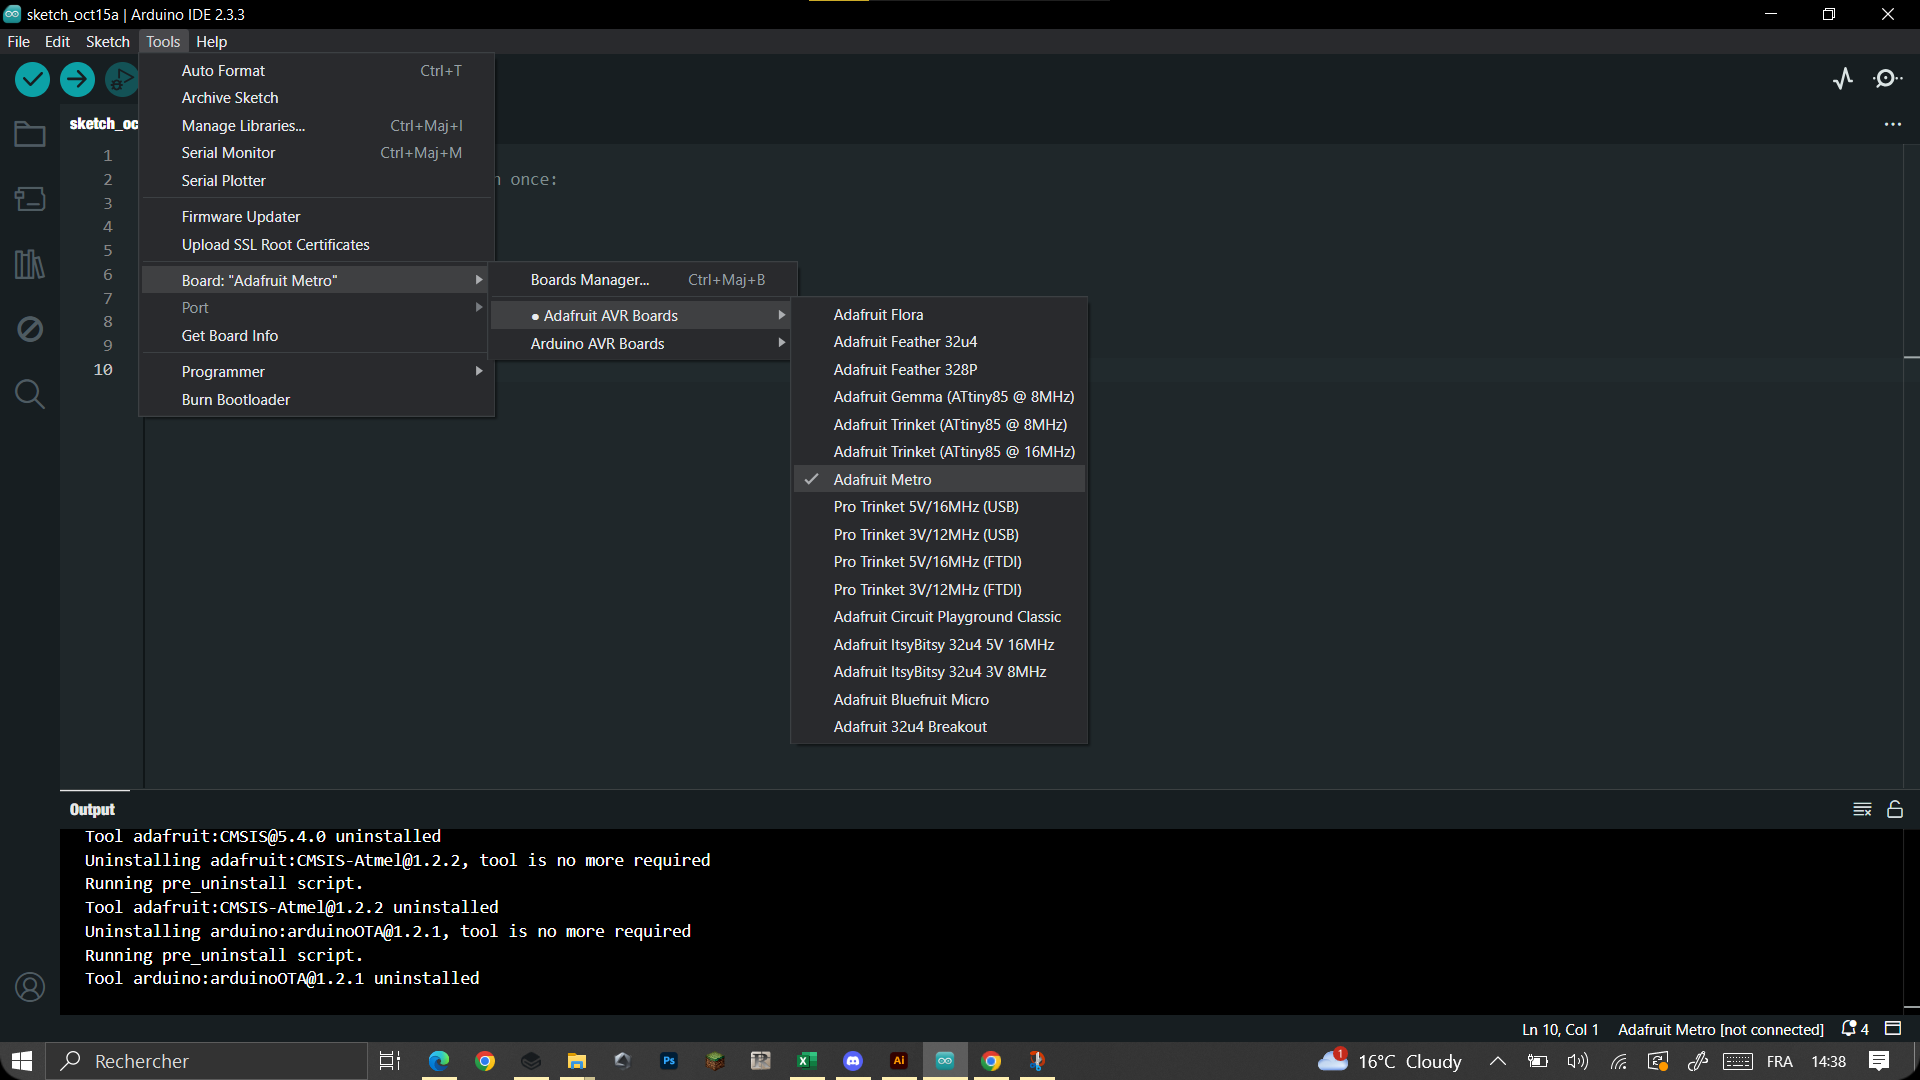 sketch_oct15a | Arduino IDE 2.3.3
File Edit Sketch Tools Help
Auto Format Ctrl+T
Archive Sketch
Manage Libraries... Ctrl+Maj+I
Serial Monitor Ctrl+Maj+M
Serial Plotter
Firmware Updater
Upload SSL Root Certificates
Board: "Adafruit Metro"
Port
Get Board Info
Programmer
Burn Bootloader
Boards Manager... Ctrl+Maj+B
Adafruit AVR Boards
Arduino AVR Boards
Adafruit Flora
Adafruit Feather 32u4
Adafruit Feather 328P
Adafruit Gemma (ATtiny85 @ 8MHz)
Adafruit Trinket (ATtiny85 @ 8MHz)
Adafruit Trinket (ATtiny85 @ 16MHz)
Adafruit Metro
Pro Trinket 5V/16MHz (USB)
Pro Trinket 3V/12MHz (USB)
Pro Trinket 5V/16MHz (FTDI)
Pro Trinket 3V/12MHz (FTDI)
Adafruit Circuit Playground Classic
Adafruit ItsyBitsy 32u4 5V 16MHz
Adafruit ItsyBitsy 32u4 3V 8MHz
Adafruit Bluefruit Micro
Adafruit 32u4 Breakout
sketch_oc
1
2 n once:
3
4
5
6
7
8
9
10
Output
Tool adafruit:CMSIS@5.4.0 uninstalled
Uninstalling adafruit:CMSIS-Atmel@1.2.2, tool is no more required
Running pre_uninstall script.
Tool adafruit:CMSIS-Atmel@1.2.2 uninstalled
Uninstalling arduino:arduinoOTA@1.2.1, tool is no more required
Running pre_uninstall script.
Tool arduino:arduinoOTA@1.2.1 uninstalled
Ln 10, Col 1 Adafruit Metro [not connected] 4
Rechercher Ps Ai 1 16°C Cloudy FRA 14:38